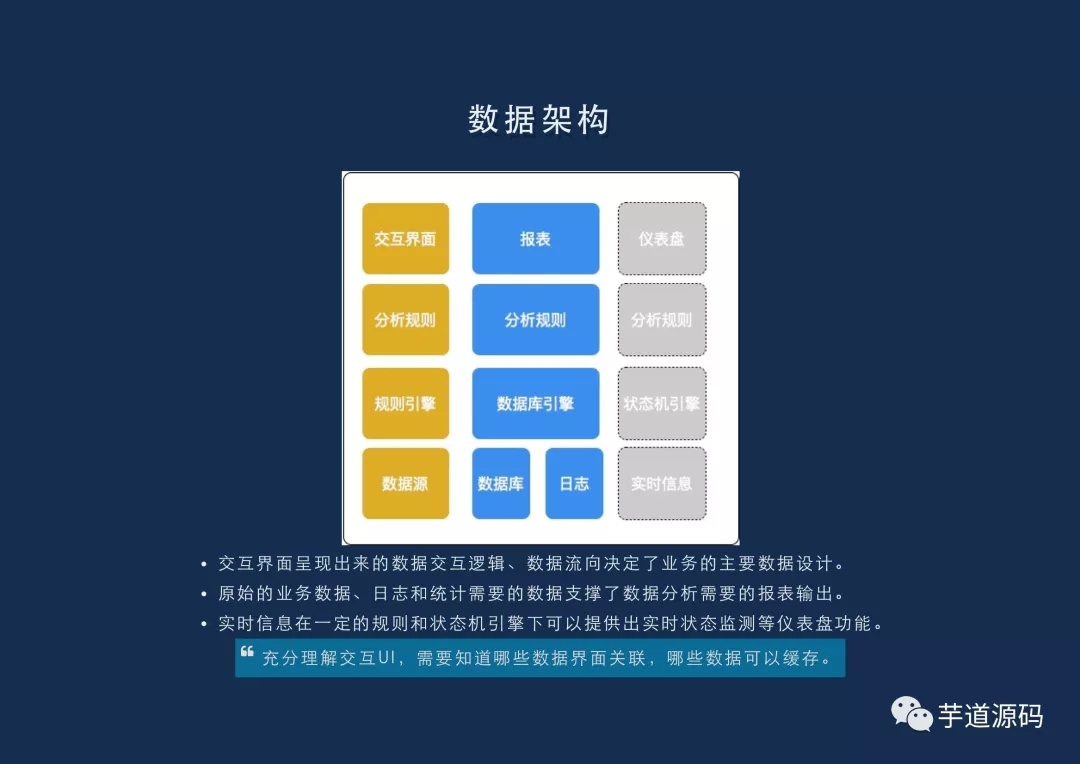 数据架构
交互界面 报表 仪表盘
分析规则 分析规则 分析规则
规则引擎 数据库引擎 状态机引擎
数据源 数据库 日志 实时信息
• 交互界面呈现出来的数据交互逻辑、数据流向决定了业务的主要数据设计。
• 原始的业务数据、日志和统计需要的数据支撑了数据分析需要的报表输出。
• 实时信息在一定的规则和状态机引擎下可以提供出实时状态监测等仪表盘功能。
“ 充分理解交互UI，需要知道哪些数据界面关联，哪些数据可以缓存。
芋道源码